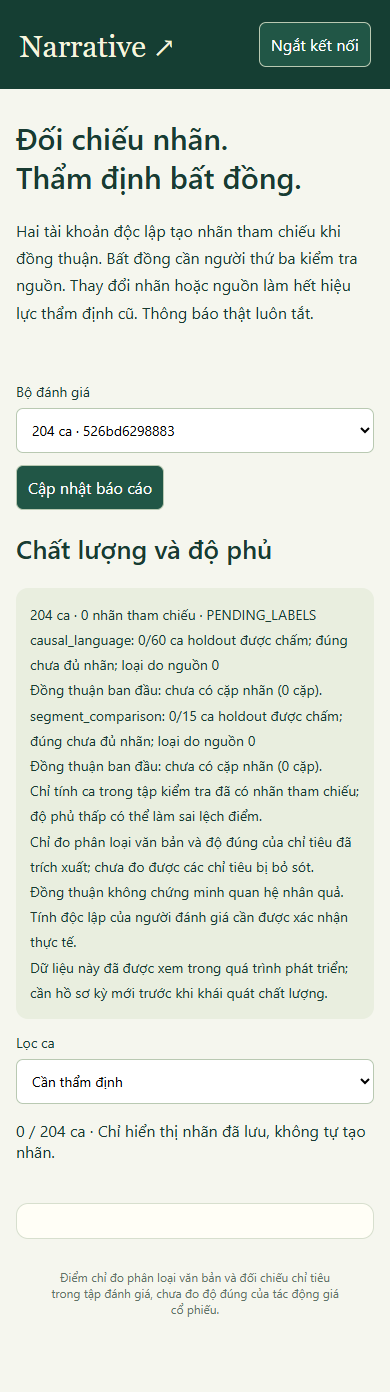 Narrative ↗
Ngắt kết nối
Đối chiếu nhãn.
Thẩm định bất đồng.
Hai tài khoản độc lập tạo nhãn tham chiếu khi
đồng thuận. Bất đồng cần người thứ ba kiểm tra
nguồn. Thay đổi nhãn hoặc nguồn làm hết hiệu
lực thẩm định cũ. Thông báo thật luôn tắt.
Bộ đánh giá
204 ca · 526bd6298883
Cập nhật báo cáo
Chất lượng và độ phủ
204 ca · 0 nhãn tham chiếu · PENDING_LABELS
causal_language: 0/60 ca holdout được chấm; đúng
chưa đủ nhãn; loại do nguồn 0
Đồng thuận ban đầu: chưa có cặp nhãn (0 cặp).
segment_comparison: 0/15 ca holdout được chấm;
đúng chưa đủ nhãn; loại do nguồn 0
Đồng thuận ban đầu: chưa có cặp nhãn (0 cặp).
Chỉ tính ca trong tập kiểm tra đã có nhãn tham chiếu;
độ phủ thấp có thể làm sai lệch điểm.
Chỉ đo phân loại văn bản và độ đúng của chỉ tiêu đã
trích xuất; chưa đo được các chỉ tiêu bị bỏ sót.
Đồng thuận không chứng minh quan hệ nhân quả.
Tính độc lập của người đánh giá cần được xác nhận
thực tế.
Dữ liệu này đã được xem trong quá trình phát triển;
cần hồ sơ kỳ mới trước khi khái quát chất lượng.
Lọc ca
Cần thẩm định
0 / 204 ca · Chỉ hiển thị nhãn đã lưu, không tự tạo
nhãn.
Điểm chỉ đo phân loại văn bản và đối chiếu chỉ tiêu
trong tập đánh giá, chưa đo độ đúng của tác động giá
cổ phiếu.